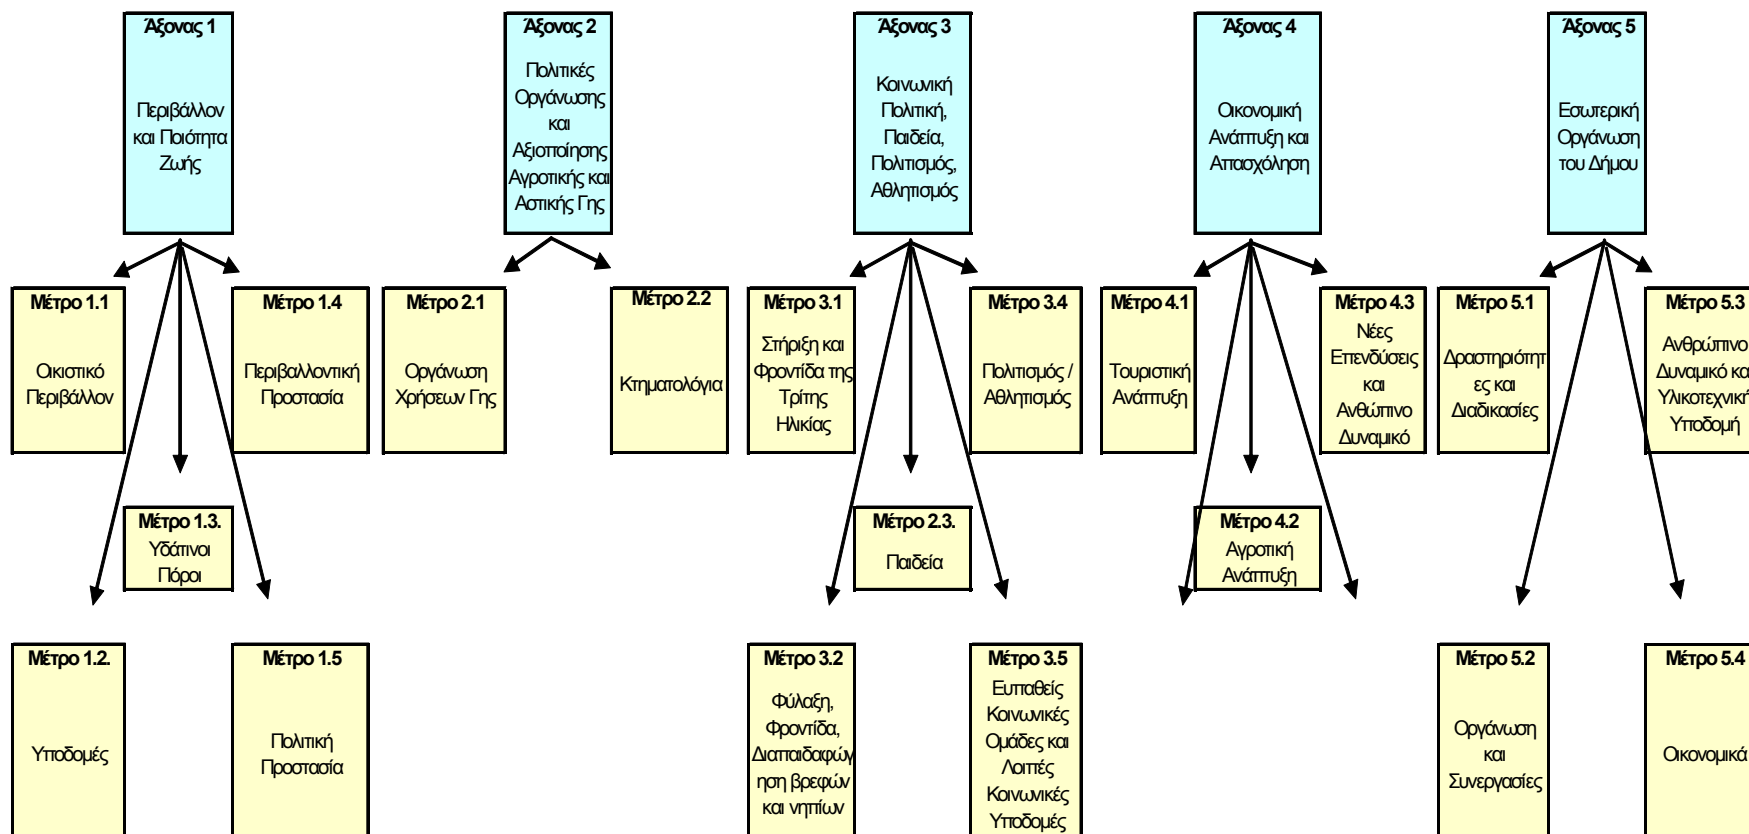 Άξονας 1
Περιβάλλον
και Ποιότητα
Ζωής
Άξονας 2
Πολιτικές
Οργάνωσης
και
Αξιοποίησης
Αγροτικής και
Αστικής Γης
Άξονας 3
Κοινωνική
Πολιτική,
Παιδεία,
Πολιτισμός,
Αθλητισμός
Άξονας 4
Οικονομική
Ανάπτυξη και
Απασχόληση
Άξονας 5
Εσωτερική
Οργάνωση
του Δήμου
Μέτρο 1.1
Οικιστικό
Περιβάλλον
Μέτρο 1.4
Περιβαλλοντική
Προστασία
Μέτρο 2.1
Οργάνωση
Χρήσεων Γης
Μέτρο 2.2
Κτηματολόγια
Μέτρο 3.1
Στήριξη και
Φροντίδα της
Τρίτης
Ηλικίας
Μέτρο 3.4
Πολιτισμός /
Αθλητισμός
Μέτρο 4.1
Τουριστική
Ανάπτυξη
Μέτρο 4.3
Νέες
Επενδύσεις
και
Ανθώπινο
Δυναμικό
Μέτρο 5.1
Δραστηριότητ
ες και
Διαδικασίες
Μέτρο 5.3
Ανθρώπινο
Δυναμικό κα
Υλικοτεχνική
Υποδομή
Μέτρο 1.3.
Υδάτινοι
Πόροι
Μέτρο 2.3.
Παιδεία
Μέτρο 4.2
Αγροτική
Ανάπτυξη
Μέτρο 1.2.
Υποδομές
Μέτρο 1.5
Πολιτική
Προστασία
Μέτρο 3.2
Φύλαξη,
Φροντίδα,
Διαπαιδαφώγ
ηση βρεφών
και νηπίων
Μέτρο 3.5
Ευπαθείς
Κοινωνικές
Ομάδες και
Λοιπές
Κοινωνικές
Υποδομές
Μέτρο 5.2
Οργάνωση
και
Συνεργασίες
Μέτρο 5.4
Οικονομικά